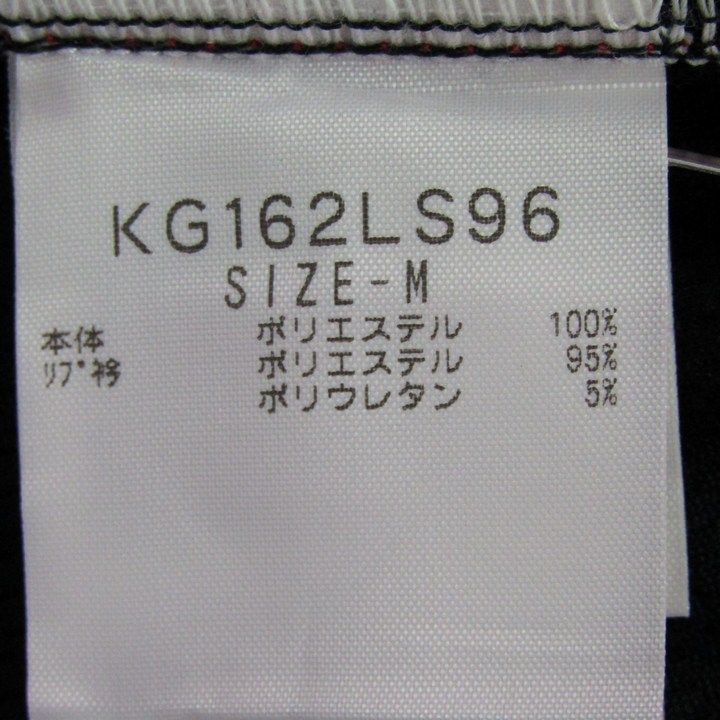 KG162LS96
SIZE-M
本体 ポリエステル 100%
ﾘﾌﾞ衿 ポリエステル 95%
ポリウレタン 5%